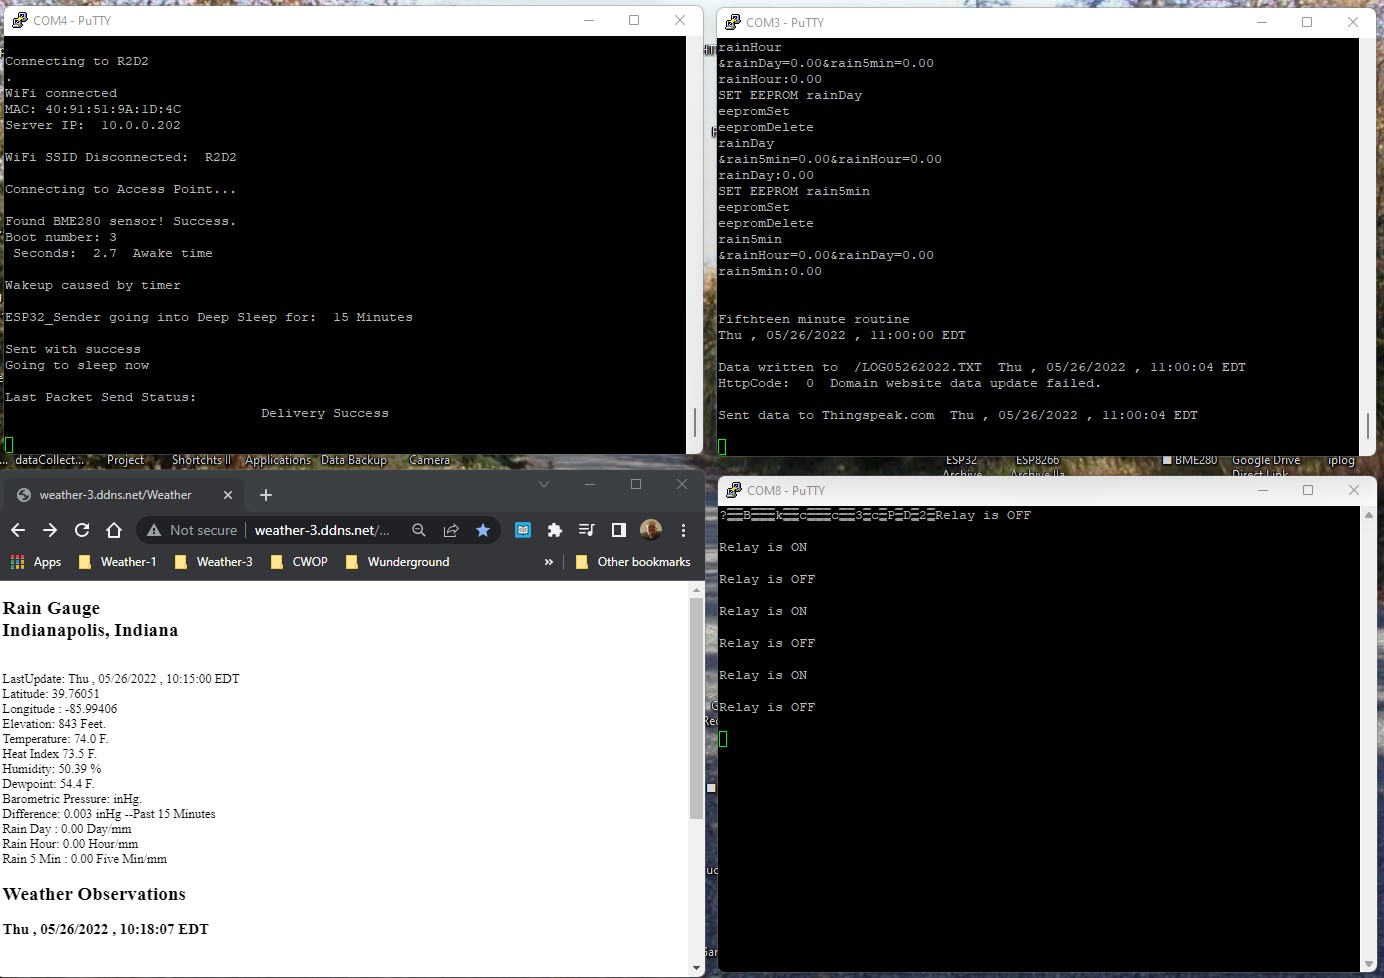 COM4 - PuTTY
Connecting to R2D2
.
WiFi connected
MAC: 40:91:51:9A:1D:4C
Server IP:  10.0.0.202
WiFi SSID Disconnected:  R2D2
Connecting to Access Point...
Found BME280 sensor! Success.
Boot number: 3
Seconds:  2.7  Awake time
Wakeup caused by timer
ESP32_Sender going into Deep Sleep for:  15 Minutes
Sent with success
Going to sleep now
Last Packet Send Status:
Delivery Success
COM3 - PuTTY
rainHour
&rainDay=0.00&rain5min=0.00
rainHour:0.00
SET EEPROM rainDay
eepromSet
eepromDelete
rainDay
&rain5min=0.00&rainHour=0.00
rainDay:0.00
SET EEPROM rain5min
eepromSet
eepromDelete
rain5min
&rainHour=0.00&rainDay=0.00
rain5min:0.00
Fifthteen minute routine
Thu , 05/26/2022 , 11:00:00 EDT
Data written to  /LOG05262022.TXT  Thu , 05/26/2022 , 11:00:04 EDT
HttpCode:  0  Domain website data update failed.
Sent data to Thingspeak.com  Thu , 05/26/2022 , 11:00:04 EDT
dataCollect... Project Shortchts II Applications Data Backup Camera
ESP32 ESP8266 BME280 Google Drive iplog
Archive Archive IIa Direct Link
weather-3.ddns.net/Weather
Not secure weather-3.ddns.net/...
Apps Weather-1 Weather-3 CWOP Wunderground » Other bookmarks
Rain Gauge
Indianapolis, Indiana
LastUpdate: Thu , 05/26/2022 , 10:15:00 EDT
Latitude: 39.76051
Longitude : -85.99406
Elevation: 843 Feet.
Temperature: 74.0 F.
Heat Index 73.5 F.
Humidity: 50.39 %
Dewpoint: 54.4 F.
Barometric Pressure: inHg.
Difference: 0.003 inHg --Past 15 Minutes
Rain Day : 0.00 Day/mm
Rain Hour: 0.00 Hour/mm
Rain 5 Min : 0.00 Five Min/mm
Weather Observations
Thu , 05/26/2022 , 10:18:07 EDT
COM8 - PuTTY
Relay is OFF
Relay is ON
Relay is OFF
Relay is ON
Relay is OFF
Relay is ON
Relay is OFF